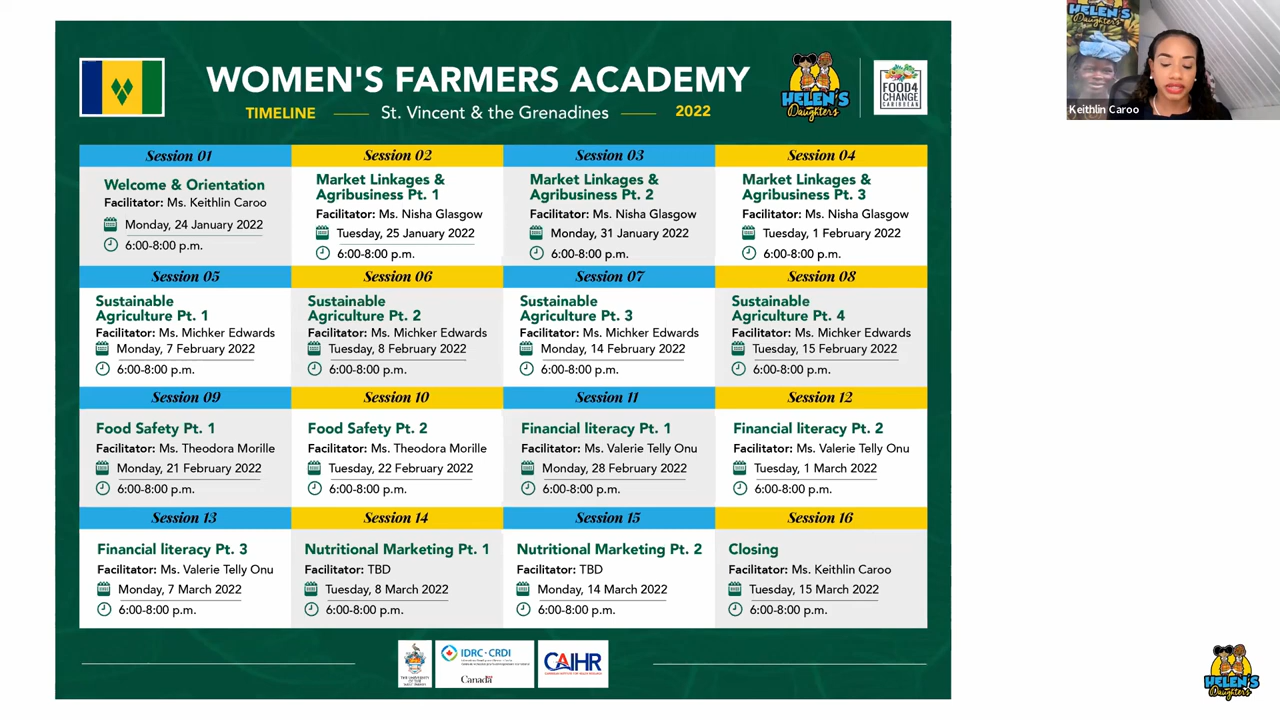 WOMEN'S FARMERS ACADEMY
TIMELINE St. Vincent & the Grenadines 2022
HELEN'S
Daughters
FOOD4
CHANGE
CARIBBEAN
HELEN'S
Keithlin Caroo
Session 01
Welcome & Orientation
Facilitator: Ms. Keithlin Caroo
Monday, 24 January 2022
6:00-8:00 p.m.
Session 02
Market Linkages &
Agribusiness Pt. 1
Facilitator: Ms. Nisha Glasgow
Tuesday, 25 January 2022
6:00-8:00 p.m.
Session 03
Market Linkages &
Agribusiness Pt. 2
Facilitator: Ms. Nisha Glasgow
Monday, 31 January 2022
6:00-8:00 p.m.
Session 04
Market Linkages &
Agribusiness Pt. 3
Facilitator: Ms. Nisha Glasgow
Tuesday, 1 February 2022
6:00-8:00 p.m.
Session 05
Sustainable
Agriculture Pt. 1
Facilitator: Ms. Michker Edwards
Monday, 7 February 2022
6:00-8:00 p.m.
Session 06
Sustainable
Agriculture Pt. 2
Facilitator: Ms. Michker Edwards
Tuesday, 8 February 2022
6:00-8:00 p.m.
Session 07
Sustainable
Agriculture Pt. 3
Facilitator: Ms. Michker Edwards
Monday, 14 February 2022
6:00-8:00 p.m.
Session 08
Sustainable
Agriculture Pt. 4
Facilitator: Ms. Michker Edwards
Tuesday, 15 February 2022
6:00-8:00 p.m.
Session 09
Food Safety Pt. 1
Facilitator: Ms. Theodora Morille
Monday, 21 February 2022
6:00-8:00 p.m.
Session 10
Food Safety Pt. 2
Facilitator: Ms. Theodora Morille
Tuesday, 22 February 2022
6:00-8:00 p.m.
Session 11
Financial literacy Pt. 1
Facilitator: Ms. Valerie Telly Onu
Monday, 28 February 2022
6:00-8:00 p.m.
Session 12
Financial literacy Pt. 2
Facilitator: Ms. Valerie Telly Onu
Tuesday, 1 March 2022
6:00-8:00 p.m.
Session 13
Financial literacy Pt. 3
Facilitator: Ms. Valerie Telly Onu
Monday, 7 March 2022
6:00-8:00 p.m.
Session 14
Nutritional Marketing Pt. 1
Facilitator: TBD
Tuesday, 8 March 2022
6:00-8:00 p.m.
Session 15
Nutritional Marketing Pt. 2
Facilitator: TBD
Monday, 14 March 2022
6:00-8:00 p.m.
Session 16
Closing
Facilitator: Ms. Keithlin Caroo
Tuesday, 15 March 2022
6:00-8:00 p.m.
IDRC · CRDI
Canada
CAIHR
HELEN'S
Daughters